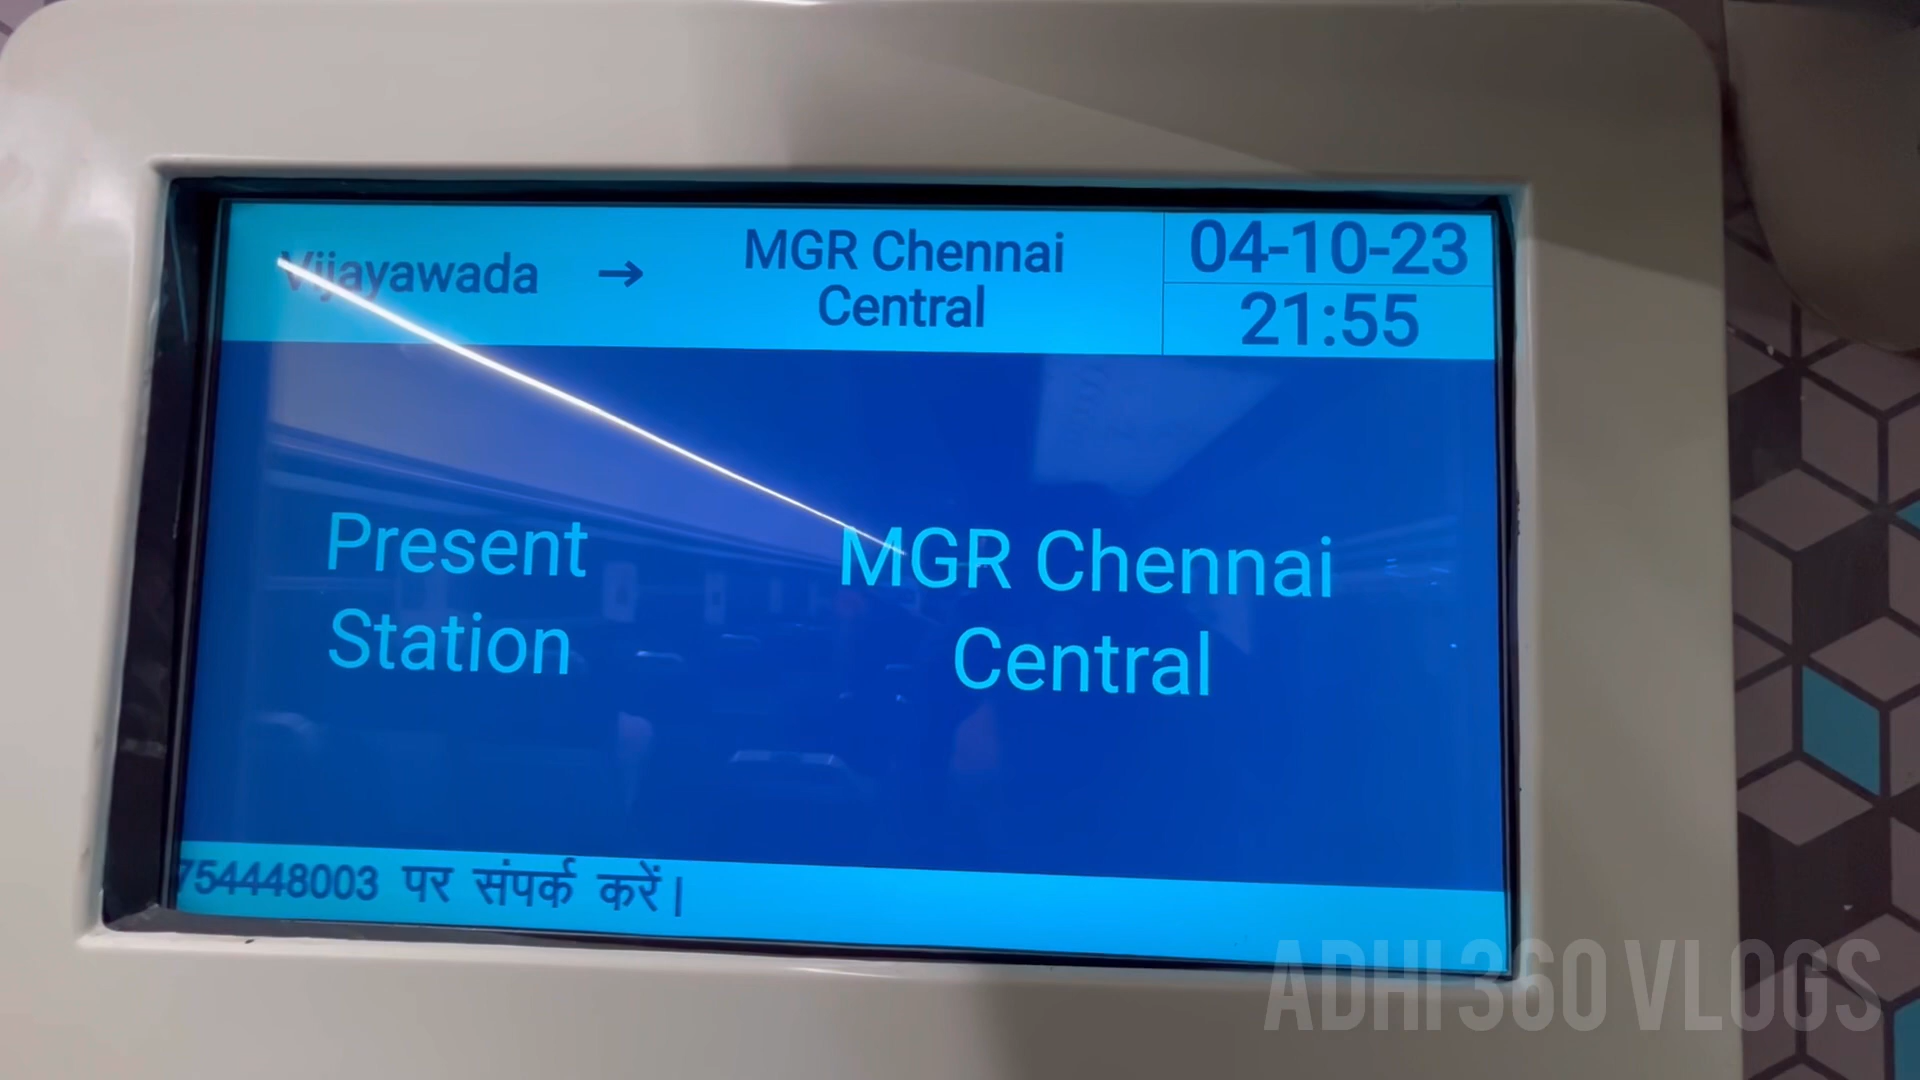 Vijayawada → MGR Chennai Central
04-10-23
21:55
Present
Station
MGR Chennai
Central
754448003 पर संपर्क करें|
ADHI 360 VLOGS